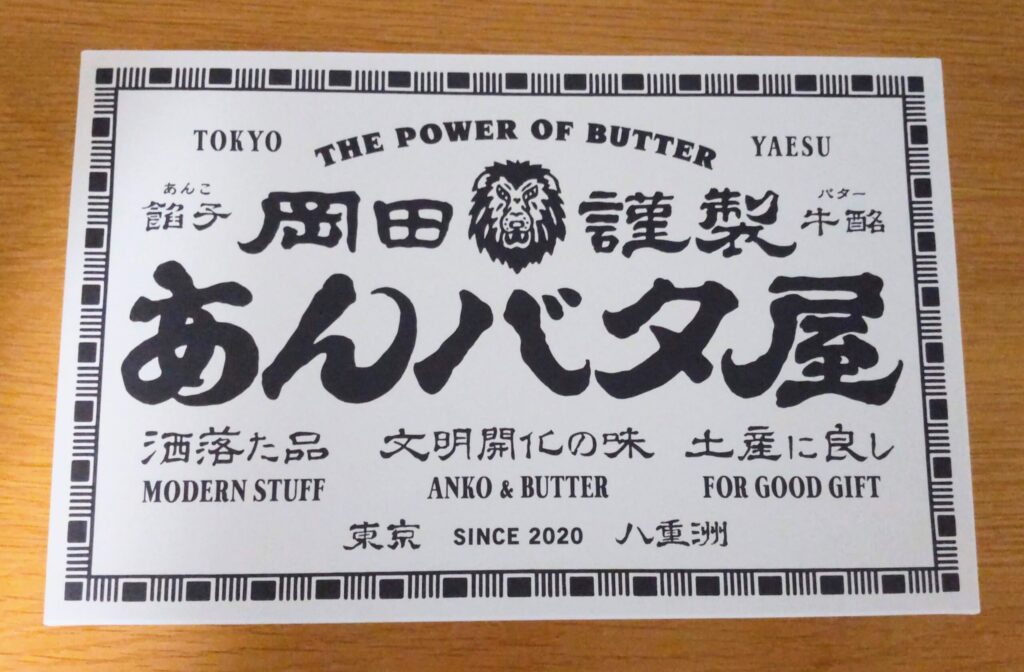 TOKYO THE POWER OF BUTTER YAESU
あんこ バター
餡子 岡田 謹製 牛酪
あんバタ屋
洒落た品 文明開化の味 土産に良し
MODERN STUFF ANKO & BUTTER FOR GOOD GIFT
東京 SINCE 2020 八重洲